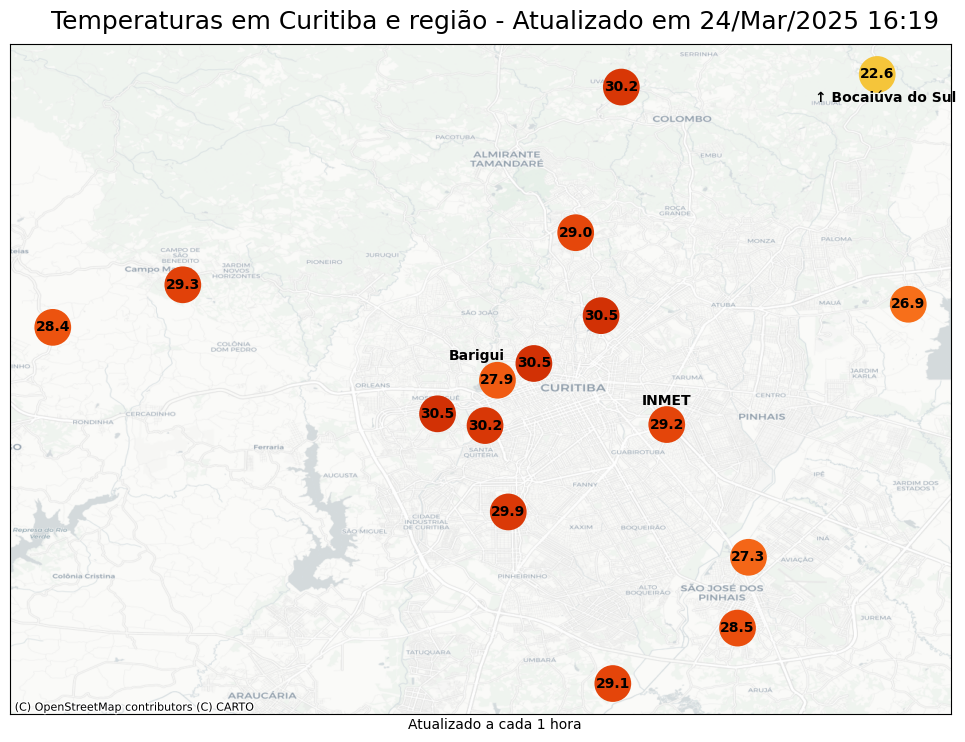 Temperaturas em Curitiba e região - Atualizado em 24/Mar/2025 16:19
SERRINHA
22.6
30.2
↑ Bocaiúva do Sul
COLOMBO
PACOTUBA
ALMIRANTE
TAMANDARÉ
EMBU
ROÇA
GRANDE
29.0
MONZA
PALOMA
CAMPO DE
SÃO
BENEDITO
JURUQUI
PIONEIRO
JARDIM
NOVOS
HORIZONTES
29.3
26.9
ATUBA
MAUÁ
SÃO JOÃO
30.5
28.4
COLÔNIA
DOM PEDRO
Barigui
30.5
27.9
JARDIM
KARLA
TARUMÃ
ORLEANS
CURITIBA
CENTRO
INMET
30.5
CERCADINHO
RONDINHA
PINHAIS
30.2
29.2
Ferraria
SANTA
QUITÉRIA
GUABIROTUBA
AUGUSTA
IPÊ
FANNY
JARDIM DOS
ESTADOS 1
29.9
CIDADE
INDUSTRIAL
DE CURITIBA
SÃO MIGUEL
XAXIM
BOQUEIRÃO
Represa do Rio
Verde
INÁ
27.3
AVIAÇÃO
Colônia Cristina
PINHEIRINHO
ALTO
BOQUEIRÃO
SÃO JOSÉ DOS
PINHAIS
28.5
JUREMA
TATUQUARA
UMBARÁ
29.1
ARUJÁ
ARAUCÁRIA
(C) OpenStreetMap contributors (C) CARTO
Atualizado a cada 1 hora